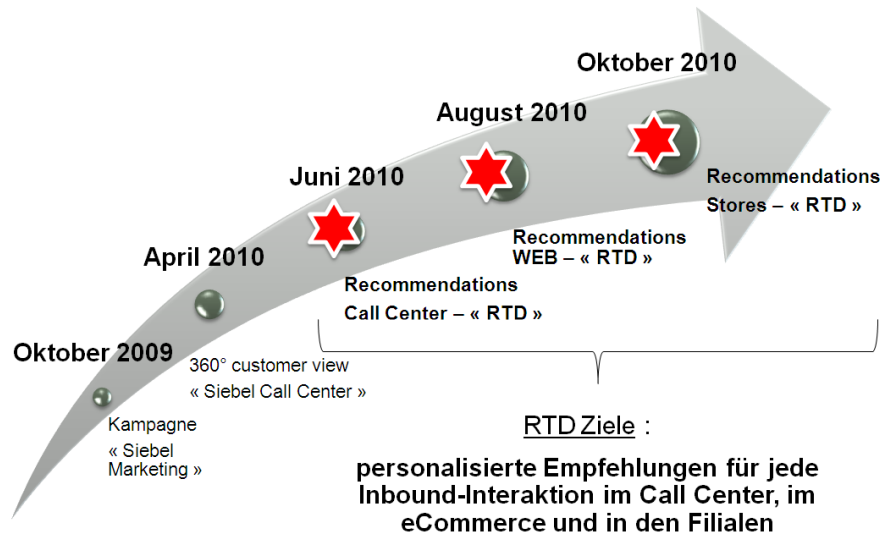 Oktober 2009
Kampagne
« Siebel
Marketing »
April 2010
360° customer view
« Siebel Call Center »
Juni 2010
Recommendations
Call Center – « RTD »
August 2010
Recommendations
WEB – « RTD »
Oktober 2010
Recommendations
Stores – « RTD »
RTD Ziele :
personalisierte Empfehlungen für jede
Inbound-Interaktion im Call Center, im
eCommerce und in den Filialen